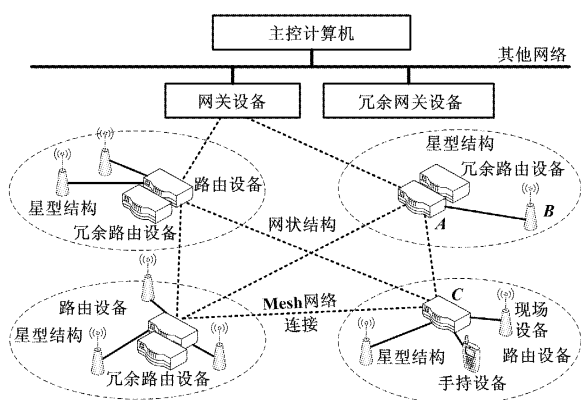 主控计算机
其他网络
网关设备
冗余网关设备
星型结构
冗余路由设备
路由设备
B
星型结构
A
冗余路由设备
网状结构
C
Mesh网络
连接
现场
设备
路由设备
星型结构
星型结构
路由设备
冗余路由设备
手持设备